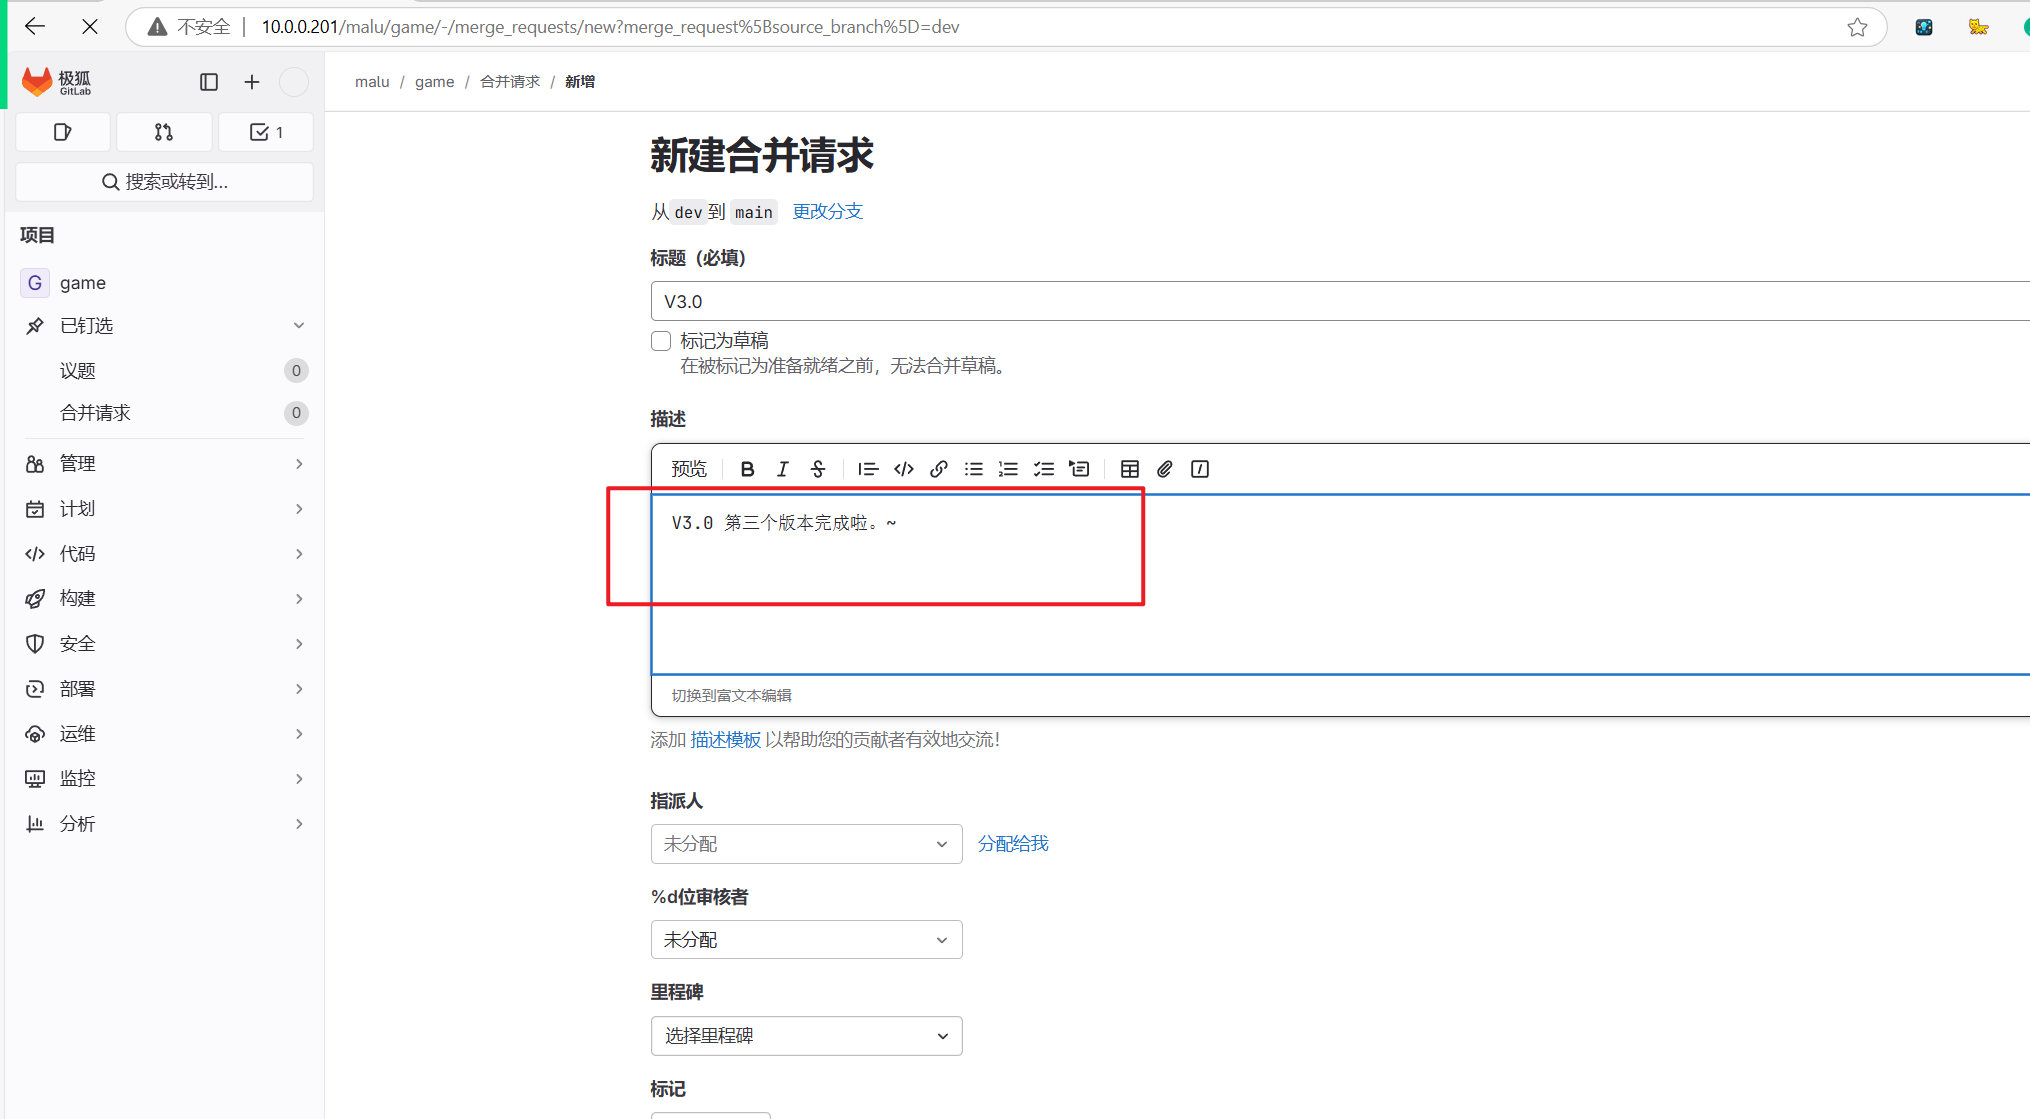 不安全 10.0.0.201/malu/game/-/merge_requests/new?merge_request%5Bsource_branch%5D=dev
极狐
GitLab
1
搜索或转到...
项目
G game
已钉选
议题 0
合并请求 0
管理
计划
代码
构建
安全
部署
运维
监控
分析
malu / game / 合并请求 / 新增
新建合并请求
从 dev 到 main 更改分支
标题（必填）
V3.0
标记为草稿
在被标记为准备就绪之前，无法合并草稿。
描述
预览
V3.0 第三个版本完成啦。~
切换到富文本编辑
添加 描述模板 以帮助您的贡献者有效地交流！
指派人
未分配 分配给我
%d位审核者
未分配
里程碑
选择里程碑
标记